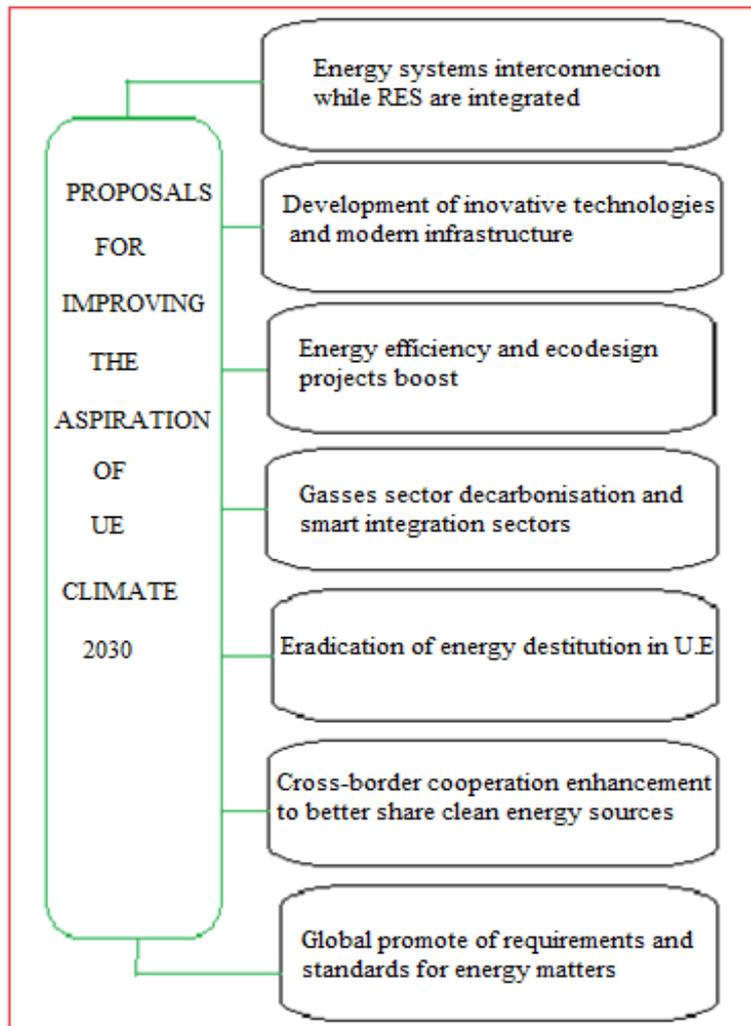 PROPOSALS
FOR
IMPROVING
THE
ASPIRATION
OF
UE
CLIMATE
2030
Energy systems interconnecion
while RES are integrated
Development of inovative technologies
and modern infrastructure
Energy efficiency and ecodesign
projects boost
Gasses sector decarbonisation and
smart integration sectors
Eradication of energy destitution in U.E
Cross-border cooperation enhancement
to better share clean energy sources
Global promote of requirements and
standards for energy matters